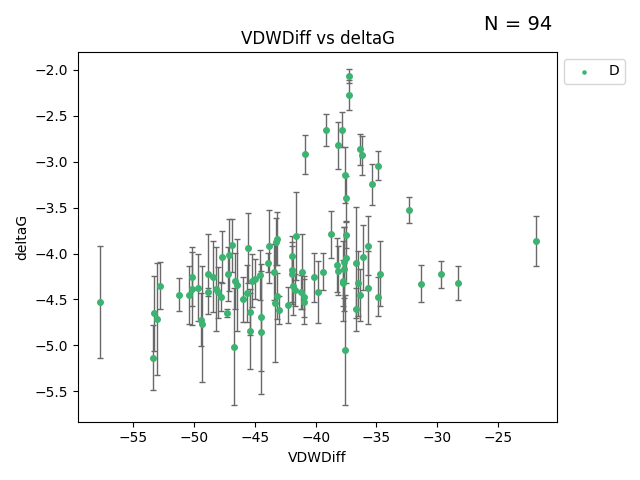 N = 94
VDWDiff vs deltaG
D
−2.0
−2.5
−3.0
−3.5
−4.0
−4.5
−5.0
−5.5
deltaG
−55 −50 −45 −40 −35 −30 −25
VDWDiff